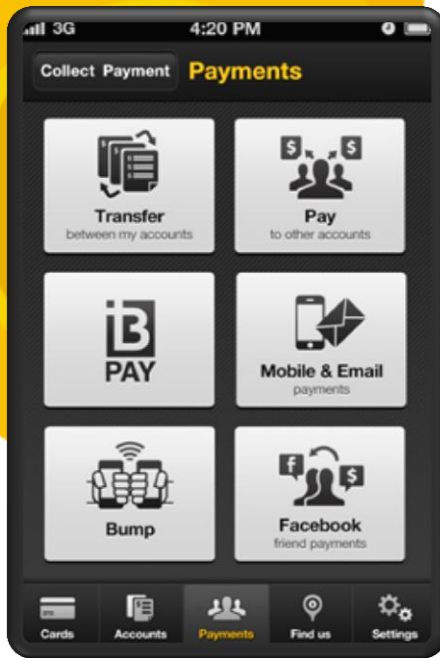 3G 4:20 PM
Collect Payment Payments
Transfer
between my accounts
$ $
Pay
to other accounts
B
PAY
Mobile & Email
payments
Bump
f $
Facebook
friend payments
Cards Accounts Payments Find us Settings